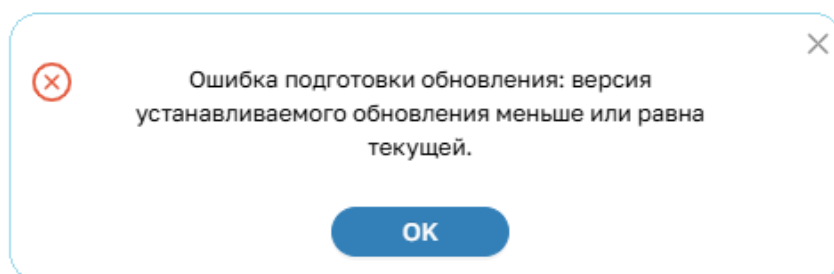 Ошибка подготовки обновления: версия
устанавливаемого обновления меньше или равна
текущей.
OK